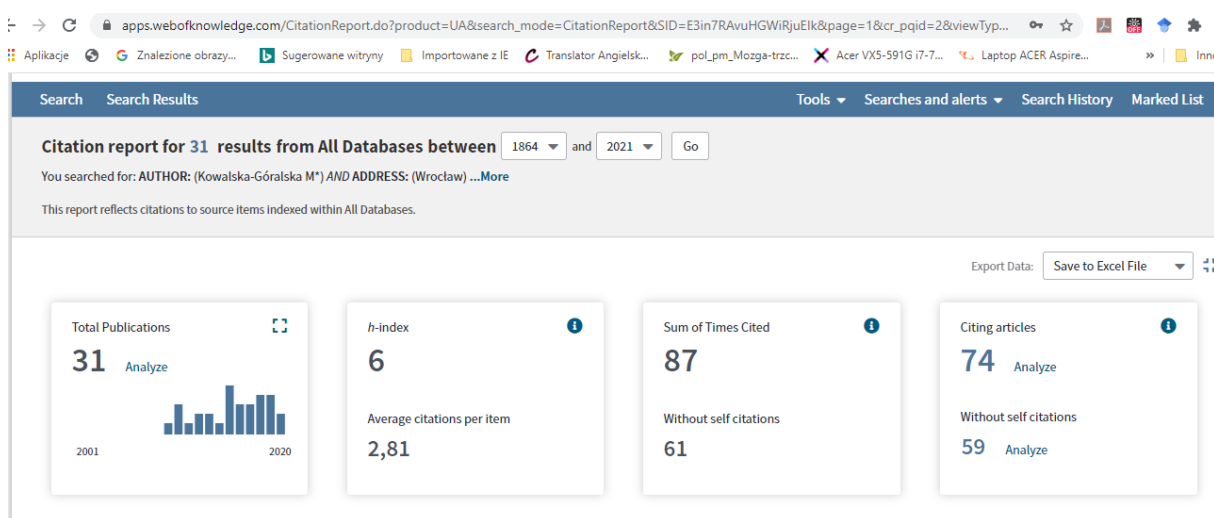 apps.webofknowledge.com/CitationReport.do?product=UA&search_mode=CitationReport&SID=E3in7RAvuHGWiRjuElk&page=1&cr_pqid=2&viewTyp...
Aplikacje Znalezione obrazy... Sugerowane witryny Importowane z IE Translator Angielsk... pol_pm_Mozga-trzc... Acer VX5-591G i7-7... Laptop ACER Aspire... » Inne
Search Search Results Tools Searches and alerts Search History Marked List
Citation report for 31 results from All Databases between 1864 and 2021 Go
You searched for: AUTHOR: (Kowalska-Góralska M*) AND ADDRESS: (Wrocław) ...More
This report reflects citations to source items indexed within All Databases.
Export Data: Save to Excel File
Total Publications
31 Analyze
2001 2020
h-index
6
Average citations per item
2,81
Sum of Times Cited
87
Without self citations
61
Citing articles
74 Analyze
Without self citations
59 Analyze